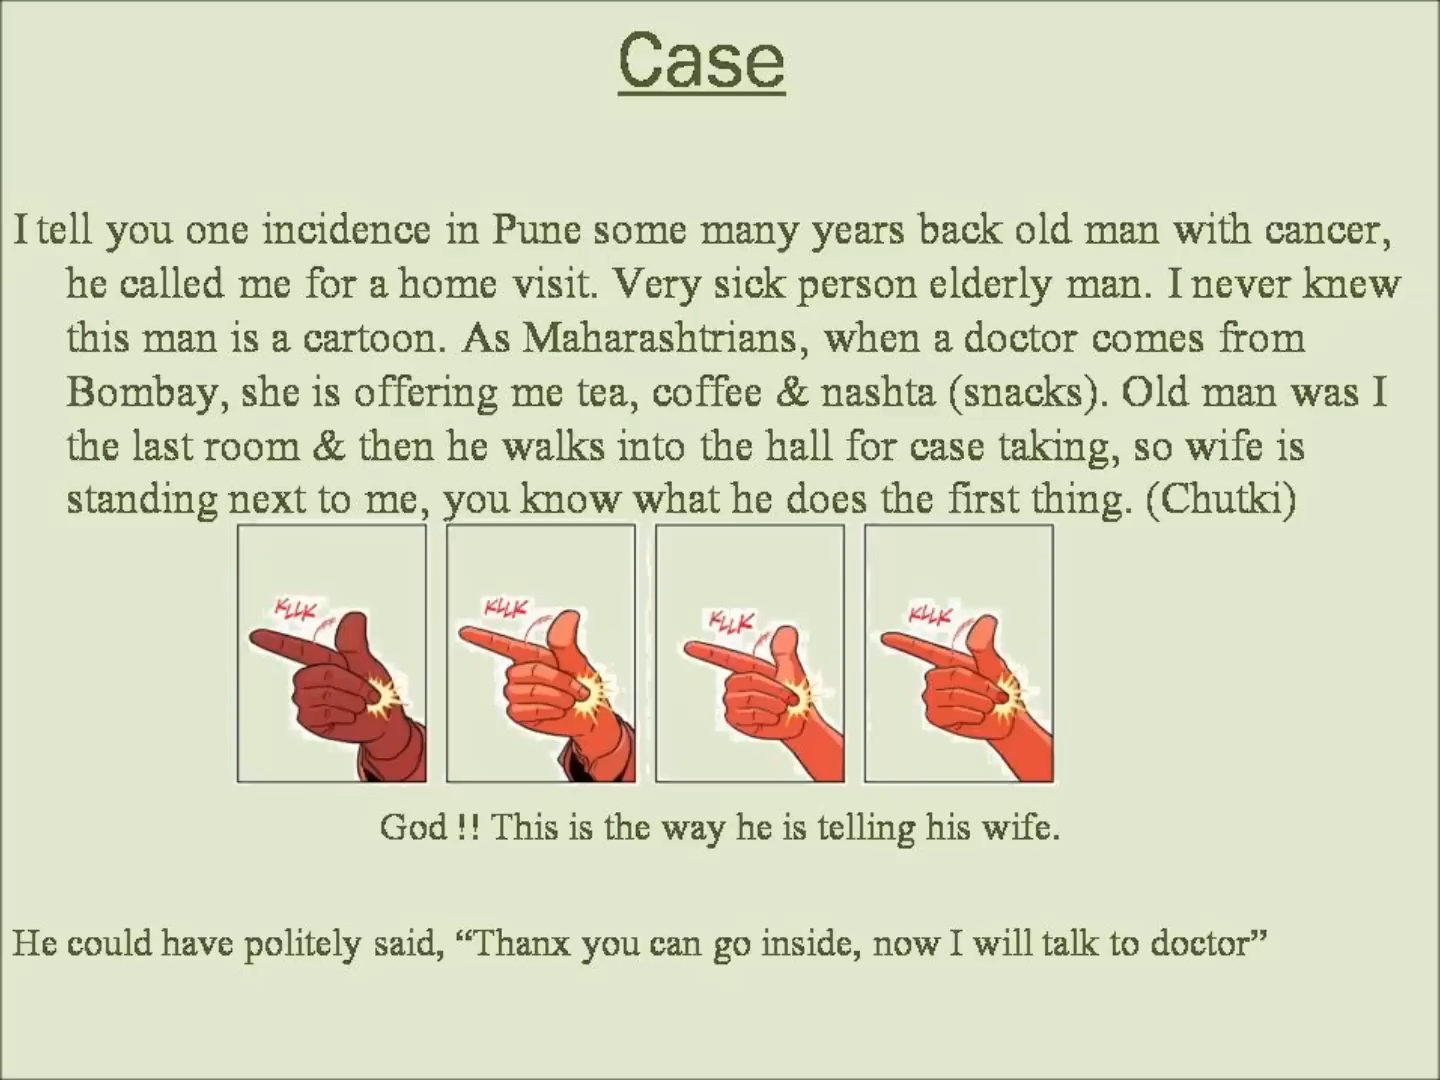 Case
I tell you one incidence in Pune some many years back old man with cancer,
he called me for a home visit. Very sick person elderly man. I never knew
this man is a cartoon. As Maharashtrians, when a doctor comes from
Bombay, she is offering me tea, coffee & nashta (snacks). Old man was I
the last room & then he walks into the hall for case taking, so wife is
standing next to me, you know what he does the first thing. (Chutki)
KLLK KLLK KLLK KLLK
God !! This is the way he is telling his wife.
He could have politely said, “Thanx you can go inside, now I will talk to doctor”